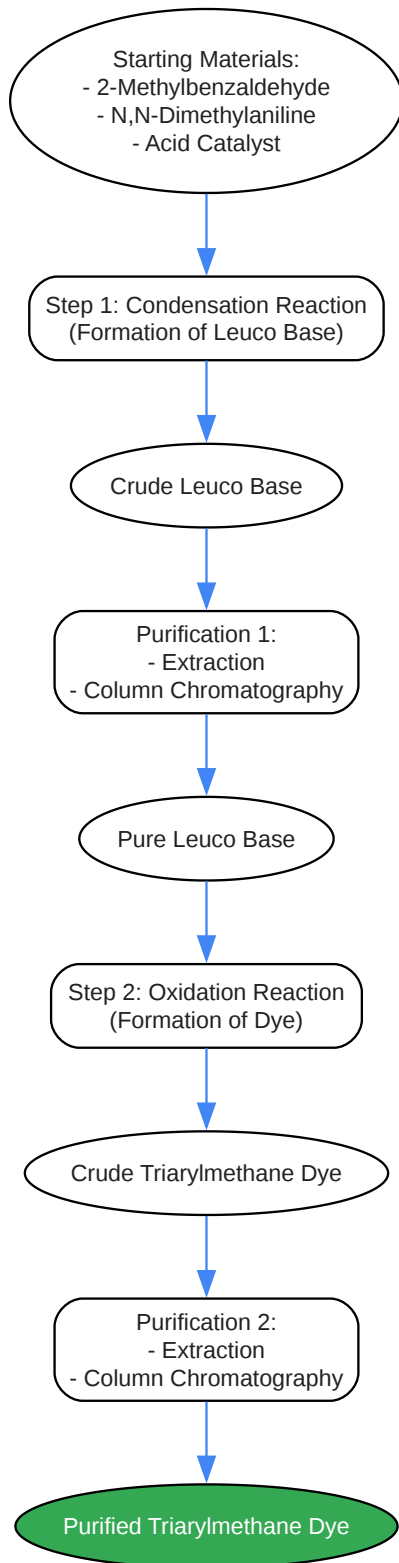 Starting Materials:
- 2-Methylbenzaldehyde
- N,N-Dimethylaniline
- Acid Catalyst
Step 1: Condensation Reaction
(Formation of Leuco Base)
Crude Leuco Base
Purification 1:
- Extraction
- Column Chromatography
Pure Leuco Base
Step 2: Oxidation Reaction
(Formation of Dye)
Crude Triarylmethane Dye
Purification 2:
- Extraction
- Column Chromatography
Purified Triarylmethane Dye